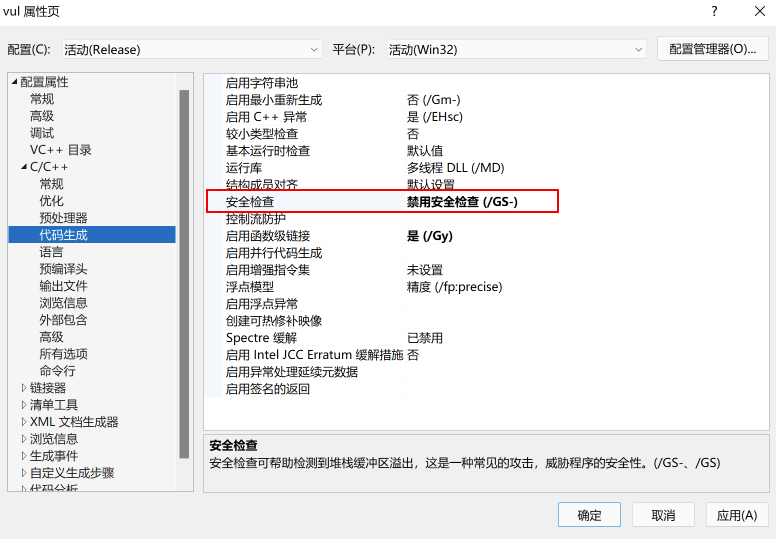 vul 属性页
?
配置(C): 活动(Release) 平台(P): 活动(Win32) 配置管理器(O)...
配置属性
常规
高级
调试
VC++ 目录
C/C++
常规
优化
预处理器
代码生成
语言
预编译头
输出文件
浏览信息
外部包含
高级
所有选项
命令行
链接器
清单工具
XML 文档生成器
浏览信息
生成事件
自定义生成步骤
代码分析
启用字符串池
启用最小重新生成 否 (/Gm-)
启用 C++ 异常 是 (/EHsc)
较小类型检查 否
基本运行时检查 默认值
运行库 多线程 DLL (/MD)
结构成员对齐 默认设置
安全检查 禁用安全检查 (/GS-)
控制流防护
启用函数级链接 是 (/Gy)
启用并行代码生成
启用增强指令集 未设置
浮点模型 精度 (/fp:precise)
启用浮点异常
创建可热修补映像
Spectre 缓解 已禁用
启用 Intel JCC Erratum 缓解措施 否
启用异常处理延续元数据
启用签名的返回
安全检查
安全检查可帮助检测到堆栈缓冲区溢出，这是一种常见的攻击，威胁程序的安全性。(/GS-、/GS)
确定 取消 应用(A)